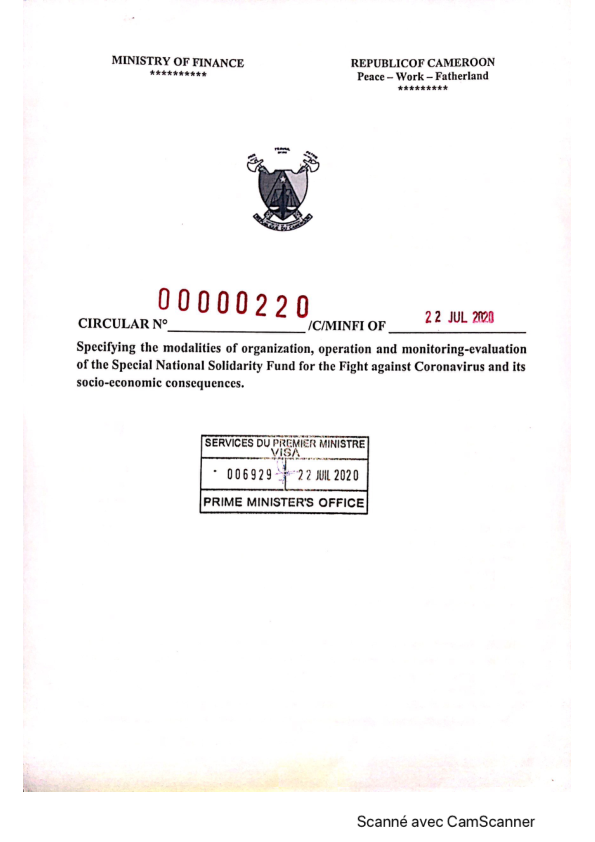 MINISTRY OF FINANCE
**********
REPUBLICOF CAMEROON
Peace – Work – Fatherland
*********
00000220
22 JUL 2020
CIRCULAR N°____________________/C/MINFI OF ____________________
Specifying the modalities of organization, operation and monitoring-evaluation
of the Special National Solidarity Fund for the Fight against Coronavirus and its
socio-economic consequences.
SERVICES DU PREMIER MINISTRE
VISA
006929 22 JUIL 2020
PRIME MINISTER'S OFFICE
Scanné avec CamScanner